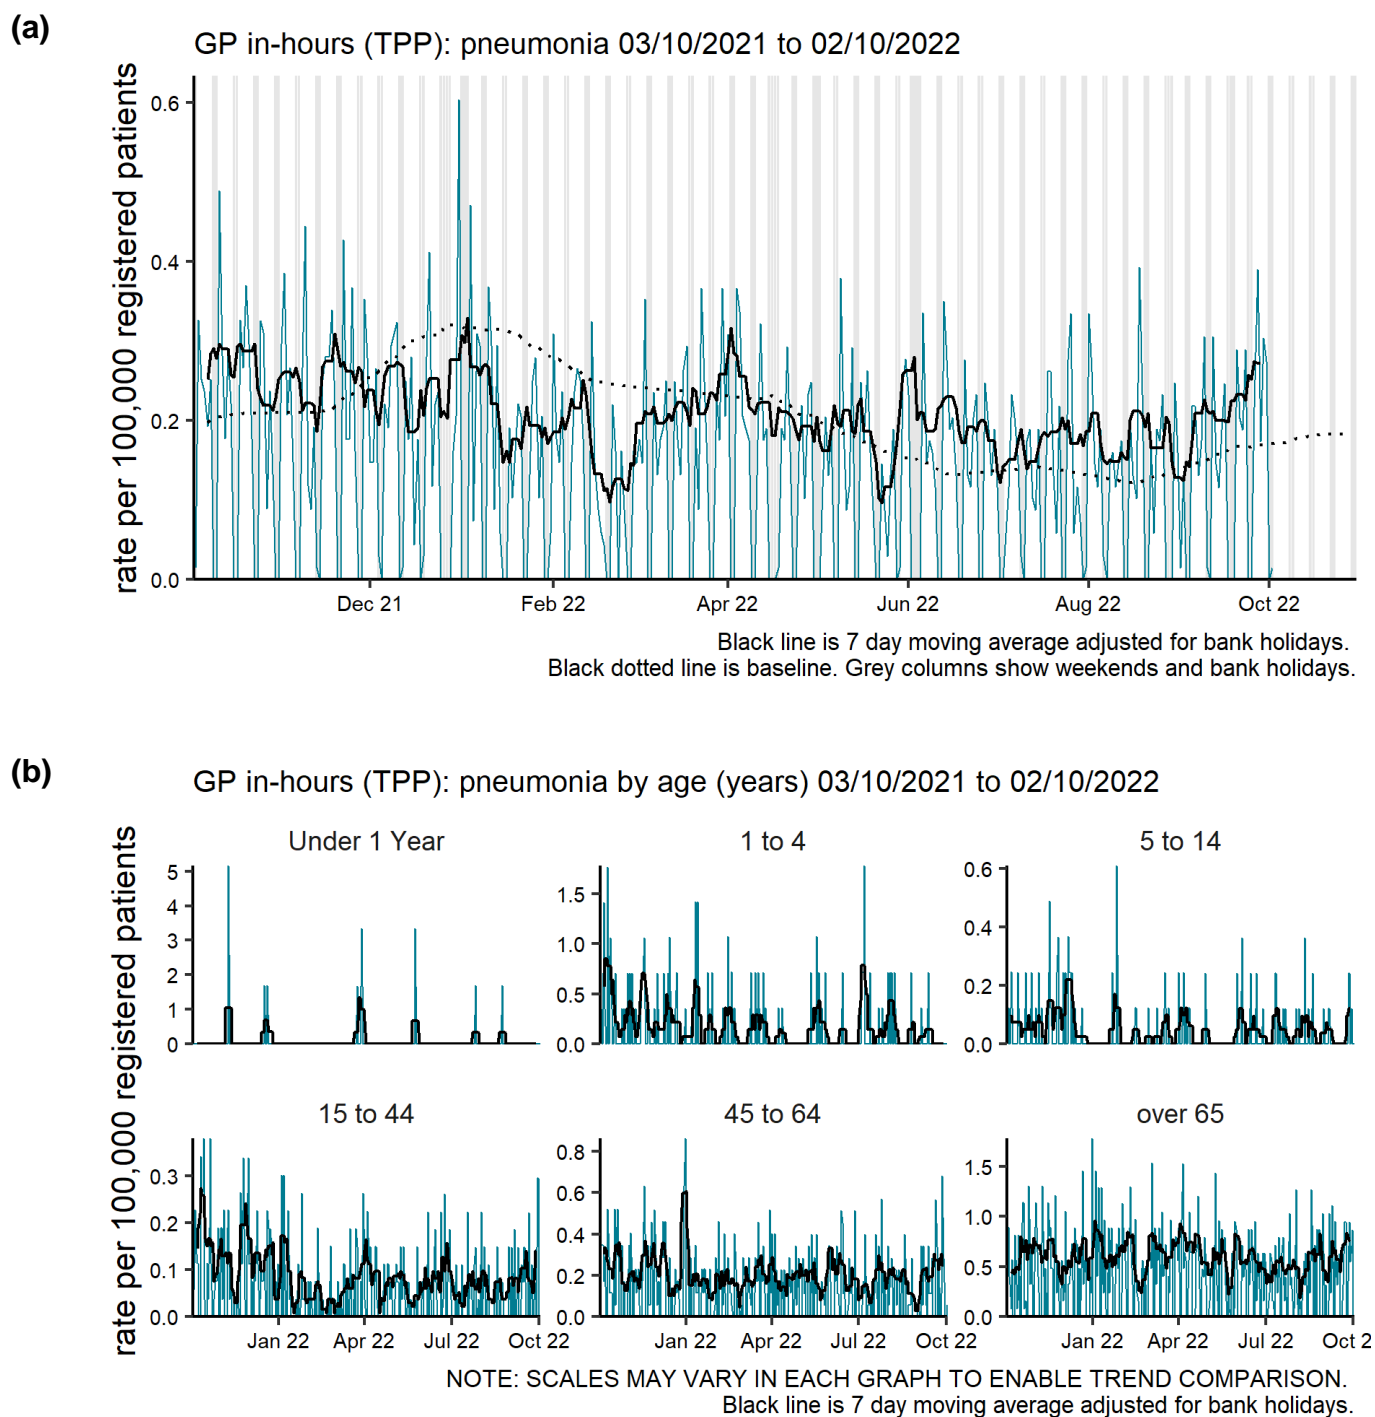 (a)
GP in-hours (TPP): pneumonia 03/10/2021 to 02/10/2022
rate per 100,000 registered patients
0.6
0.4
0.2
0.0
Dec 21 Feb 22 Apr 22 Jun 22 Aug 22 Oct 22
Black line is 7 day moving average adjusted for bank holidays.
Black dotted line is baseline. Grey columns show weekends and bank holidays.
(b)
GP in-hours (TPP): pneumonia by age (years) 03/10/2021 to 02/10/2022
rate per 100,000 registered patients
Under 1 Year
5
4
3
2
1
0
1 to 4
1.5
1.0
0.5
0.0
5 to 14
0.6
0.4
0.2
0.0
15 to 44
0.3
0.2
0.1
0.0
Jan 22 Apr 22 Jul 22 Oct 22
45 to 64
0.8
0.6
0.4
0.2
0.0
Jan 22 Apr 22 Jul 22 Oct 22
over 65
1.5
1.0
0.5
0.0
Jan 22 Apr 22 Jul 22 Oct 2
NOTE: SCALES MAY VARY IN EACH GRAPH TO ENABLE TREND COMPARISON.
Black line is 7 day moving average adjusted for bank holidays.